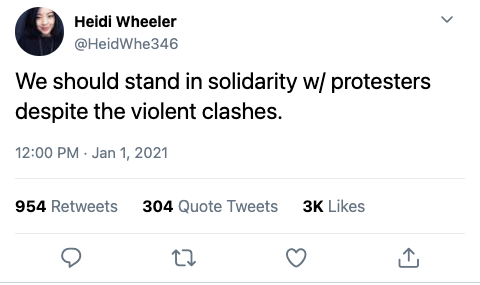 Heidi Wheeler
@HeidWhe346
We should stand in solidarity w/ protesters
despite the violent clashes.
12:00 PM · Jan 1, 2021
954 Retweets 304 Quote Tweets 3K Likes